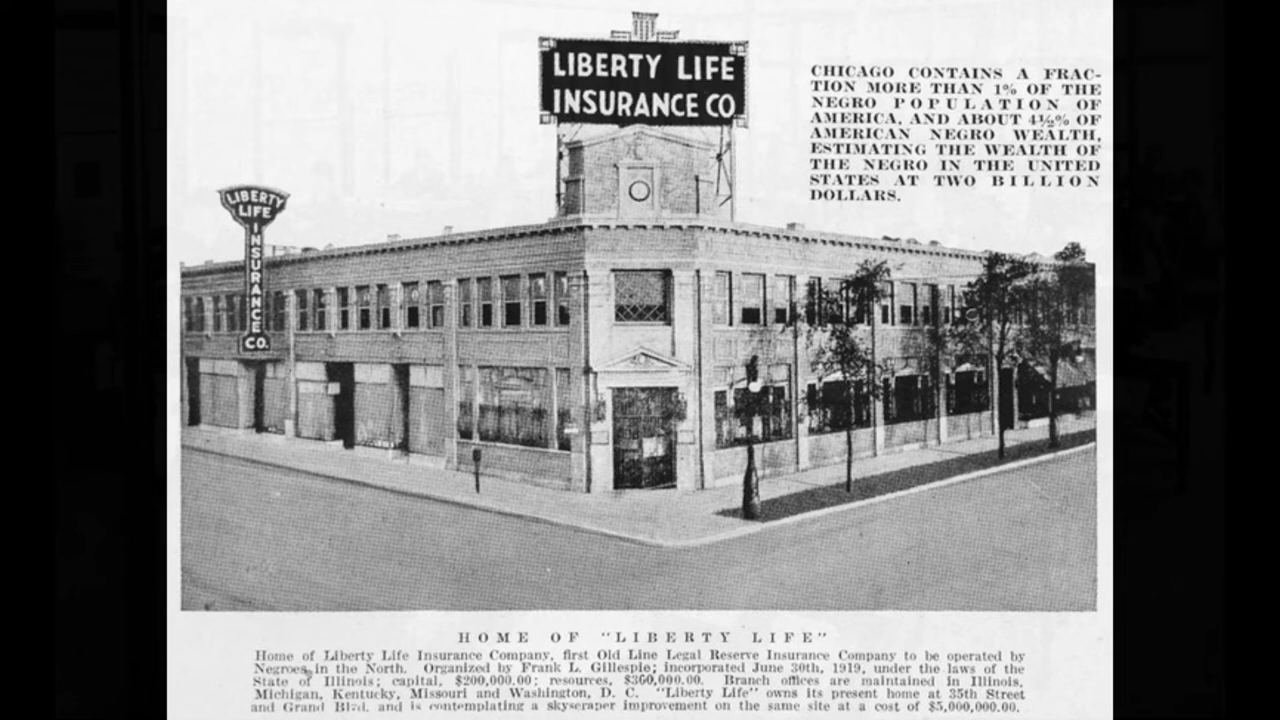 LIBERTY LIFE
INSURANCE CO
CHICAGO CONTAINS A FRAC-
TION MORE THAN 1% OF THE
NEGRO POPULATION OF
AMERICA, AND ABOUT 4½% OF
AMERICAN NEGRO WEALTH,
ESTIMATING THE WEALTH OF
THE NEGRO IN THE UNITED
STATES AT TWO BILLION
DOLLARS.
LIBERTY
LIFE
INSURANCE
CO.
HOME OF "LIBERTY LIFE"
Home of Liberty Life Insurance Company, first Old Line Legal Reserve Insurance Company to be operated by
Negroes in the North. Organized by Frank L. Gillespie; incorporated June 30th, 1919, under the laws of the
State of Illinois; capital, $200,000.00; resources, $360,000.00. Branch offices are maintained in Illinois,
Michigan, Kentucky, Missouri and Washington, D. C. "Liberty Life" owns its present home at 35th Street
and Grand Blvd. and is contemplating a skyscraper improvement on the same site at a cost of $5,000,000.00.